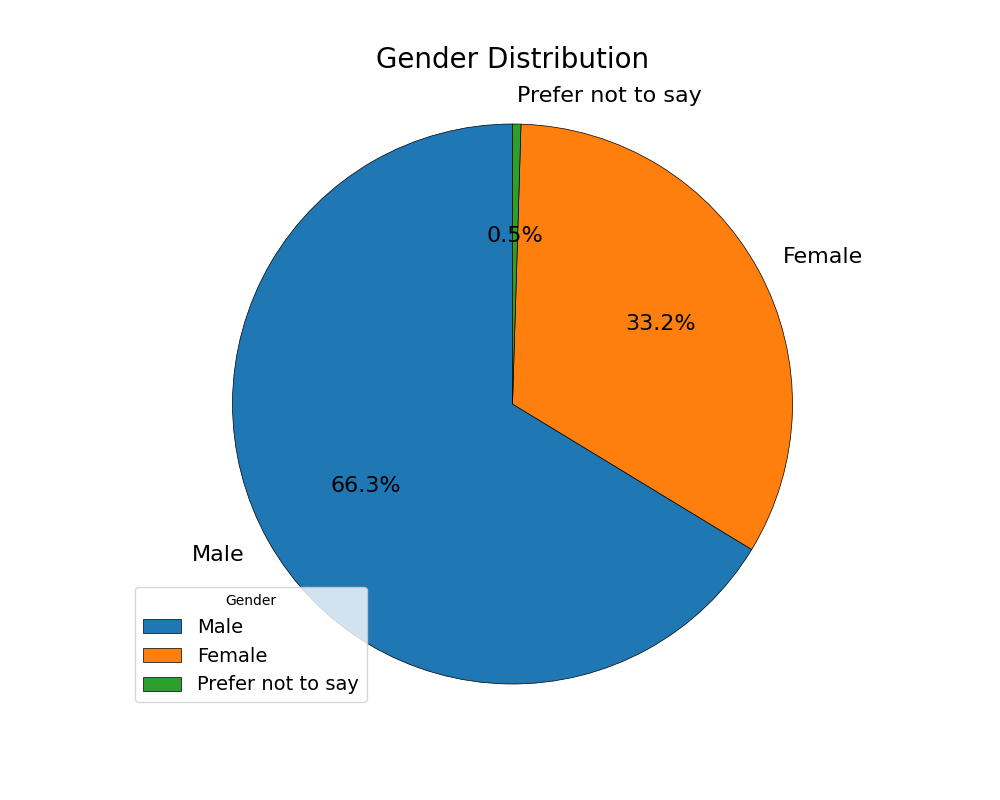 Gender Distribution
Prefer not to say
0.5%
Female
33.2%
66.3%
Male
Gender
Male
Female
Prefer not to say